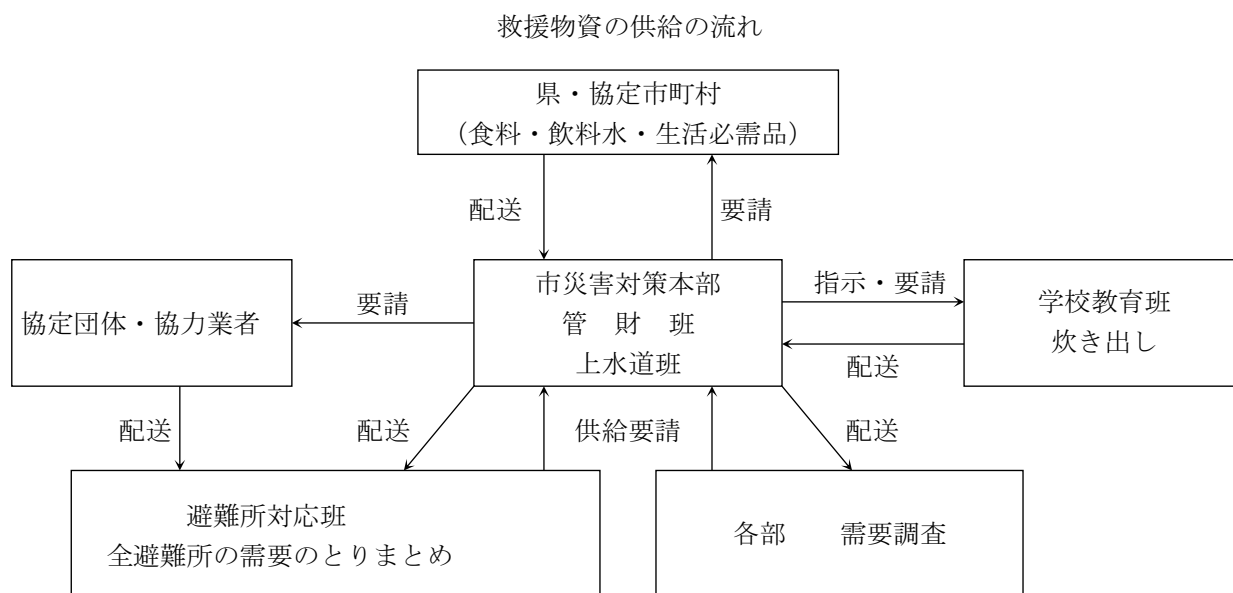 救援物資の供給の流れ
県・協定市町村
（食料・飲料水・生活必需品）
配送
要請
市災害対策本部
管　財　班
上水道班
要請
協定団体・協力業者
指示・要請
学校教育班
炊き出し
配送
配送
配送
供給要請
配送
避難所対応班
全避難所の需要のとりまとめ
各部　　需要調査